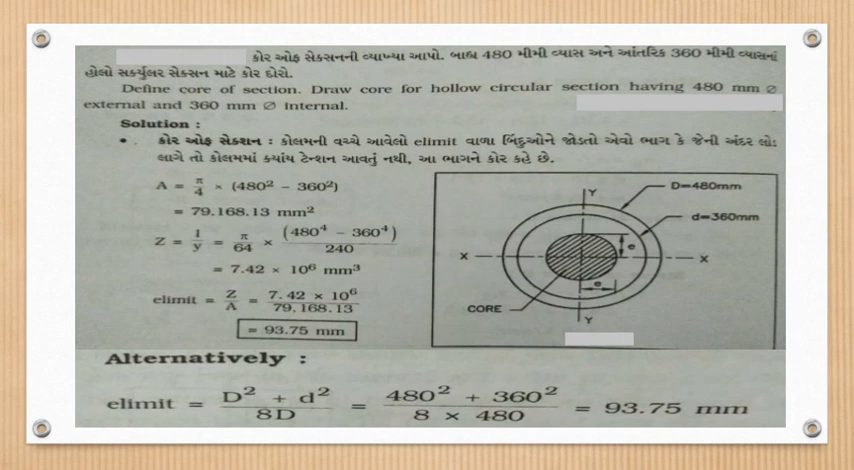 કોર ઓફ સેક્સનની વ્યાખ્યા આપો. બાહ્ય 480 મીમી વ્યાસ અને આંતરિક 360 મીમી વ્યાસનાં
હોલો સર્ક્યુલર સેક્સન માટે કોર દોરો.
Define core of section. Draw core for hollow circular section having 480 mm ∅
external and 360 mm ∅ internal.
Solution :
• કોર ઓફ સેક્શન : કોલમની વચ્ચે આવેલો elimit વાળા બિંદુઓને જોડતો એવો ભાગ કે જેની અંદર લોડ
લાગે તો કોલમમાં ક્યાંય ટેન્શન આવતું નથી, આ ભાગને કોર કહે છે.
A = π/4 × (480² − 360²)
= 79.168.13 mm²
Z = I/y = π/64 × (480⁴ − 360⁴)/240
= 7.42 × 10⁶ mm³
elimit = Z/A = 7.42 × 10⁶/79,168.13
= 93.75 mm
Y
D=480mm
d=360mm
e
X
X
e
CORE
Y
Alternatively :
elimit = D² + d²/8D = 480² + 360²/8 × 480 = 93.75 mm